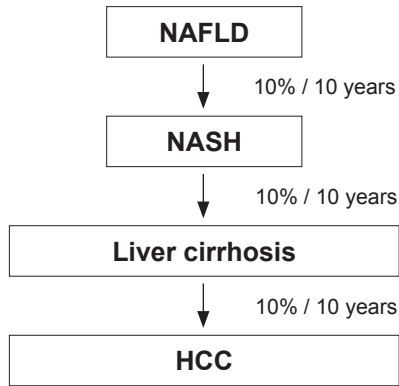 NAFLD
10% / 10 years
NASH
10% / 10 years
Liver cirrhosis
10% / 10 years
HCC